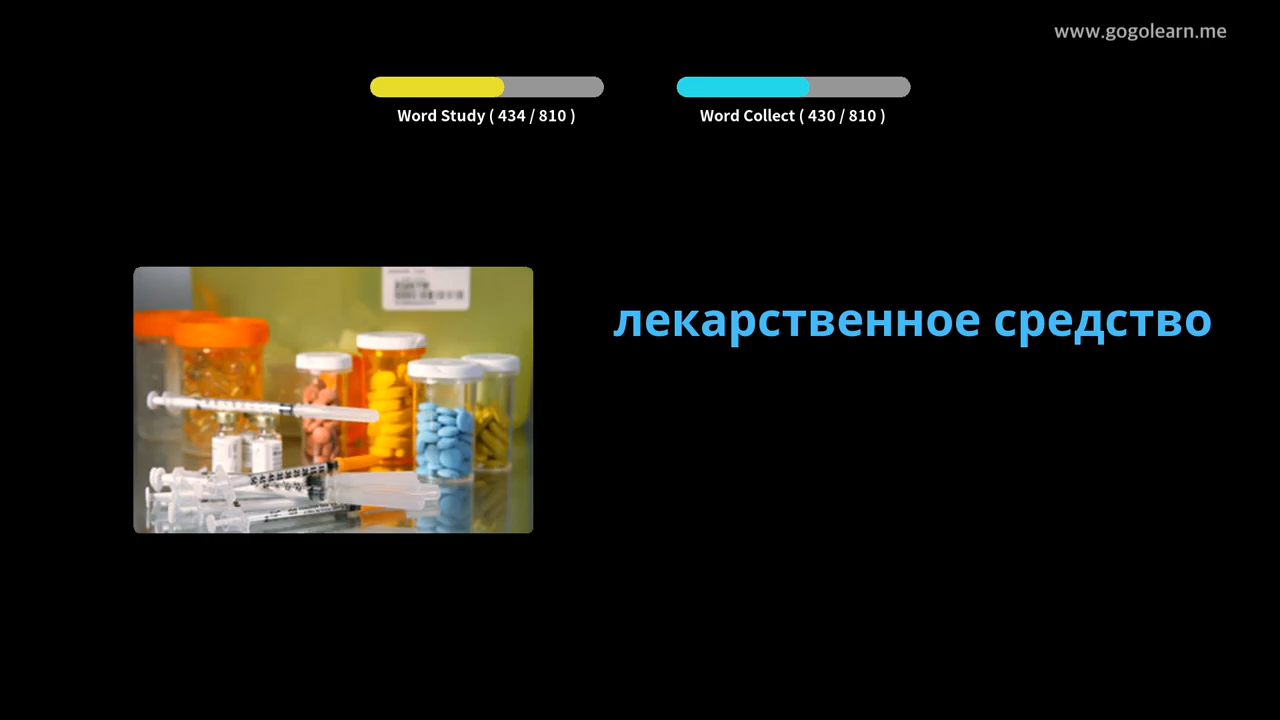 www.gogolearn.me
Word Study ( 434 / 810 )
Word Collect ( 430 / 810 )
лекарственное средство